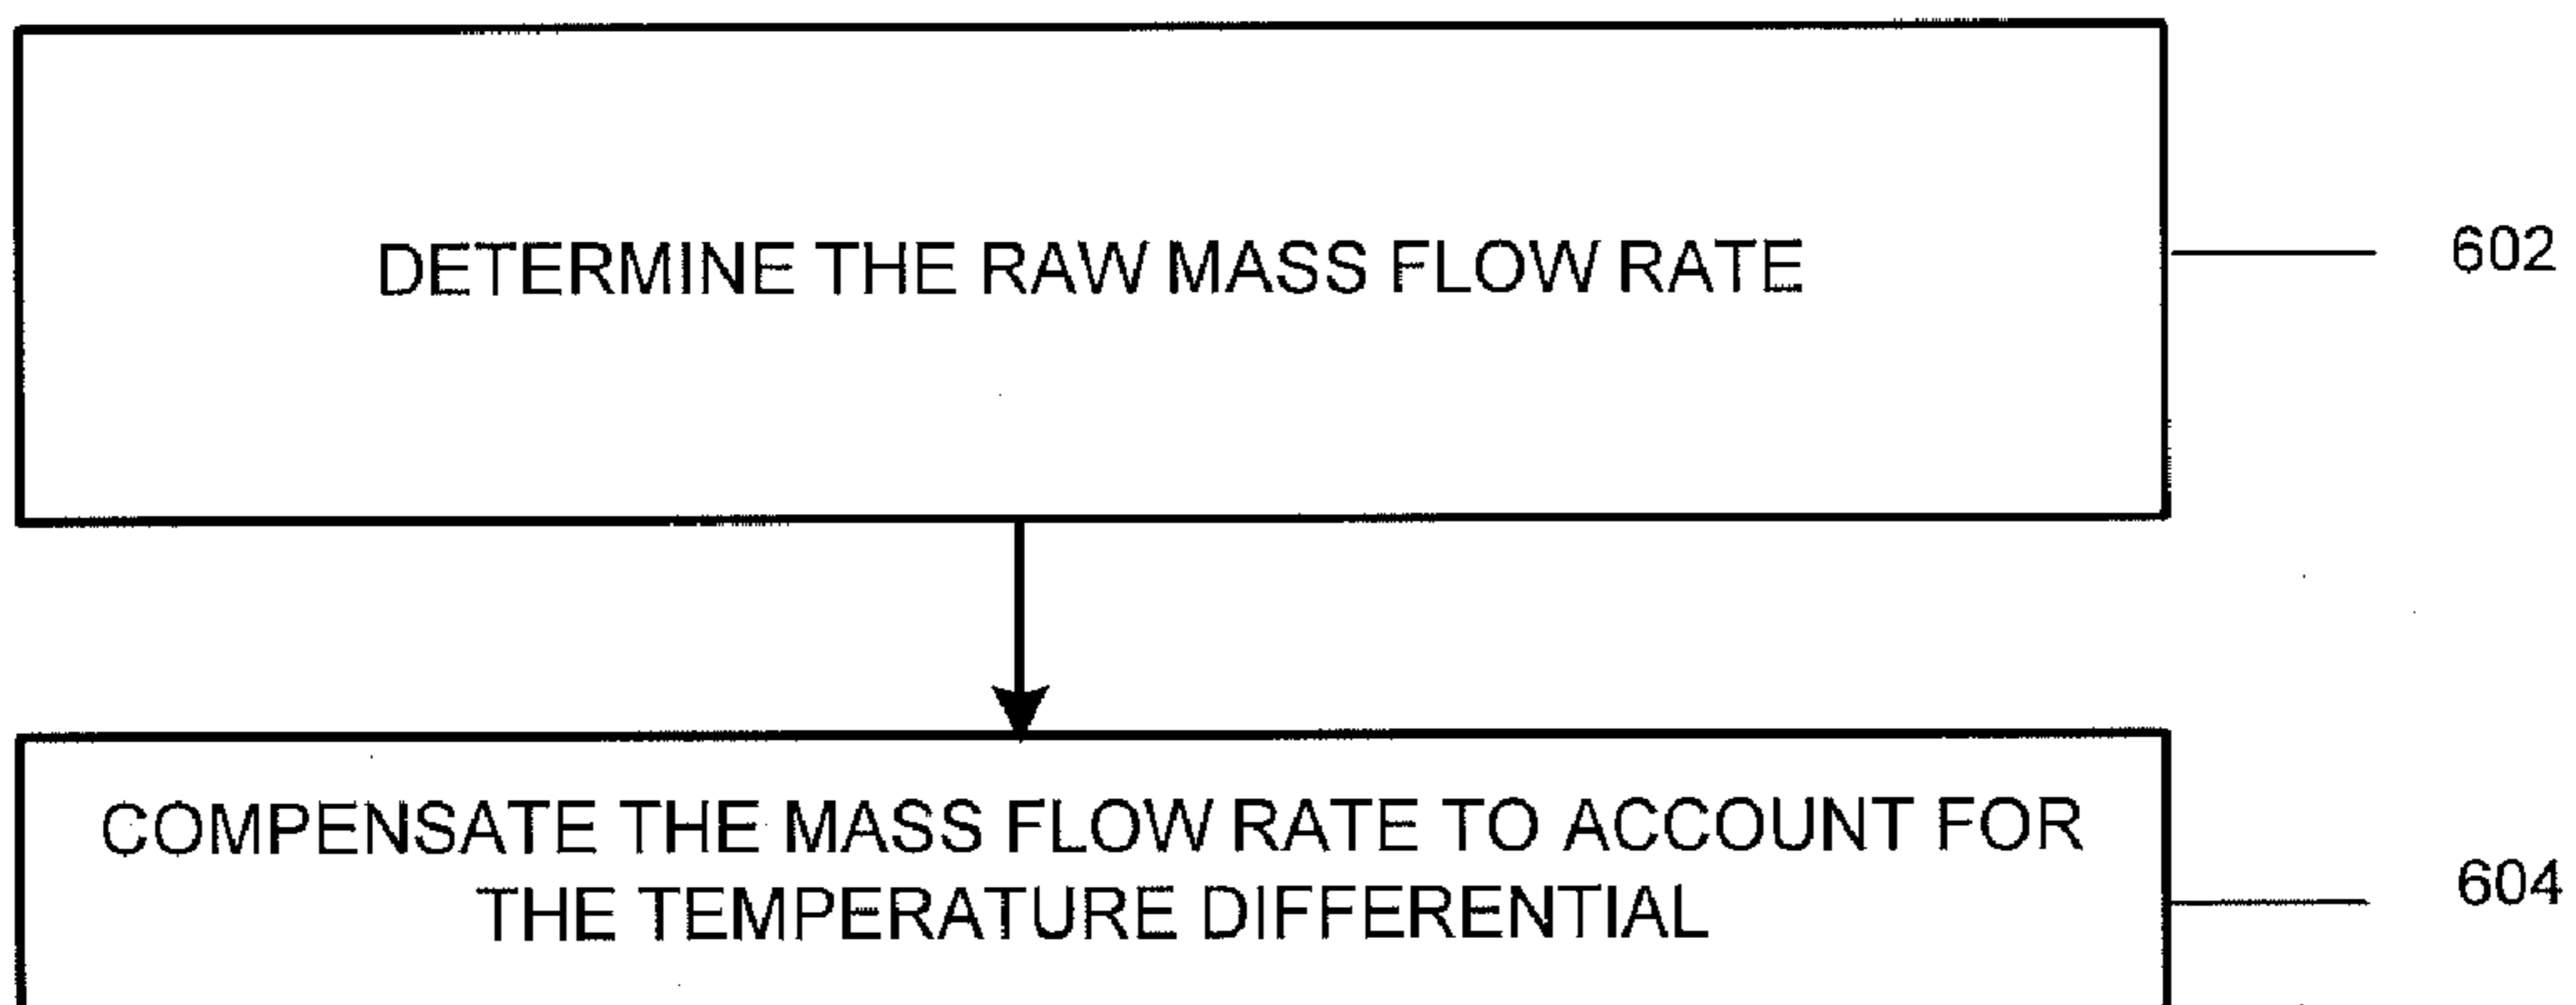 DETERMINE THE RAW MASS FLOW RATE
602
COMPENSATE THE MASS FLOW RATE TO ACCOUNT FOR
THE TEMPERATURE DIFFERENTIAL
604